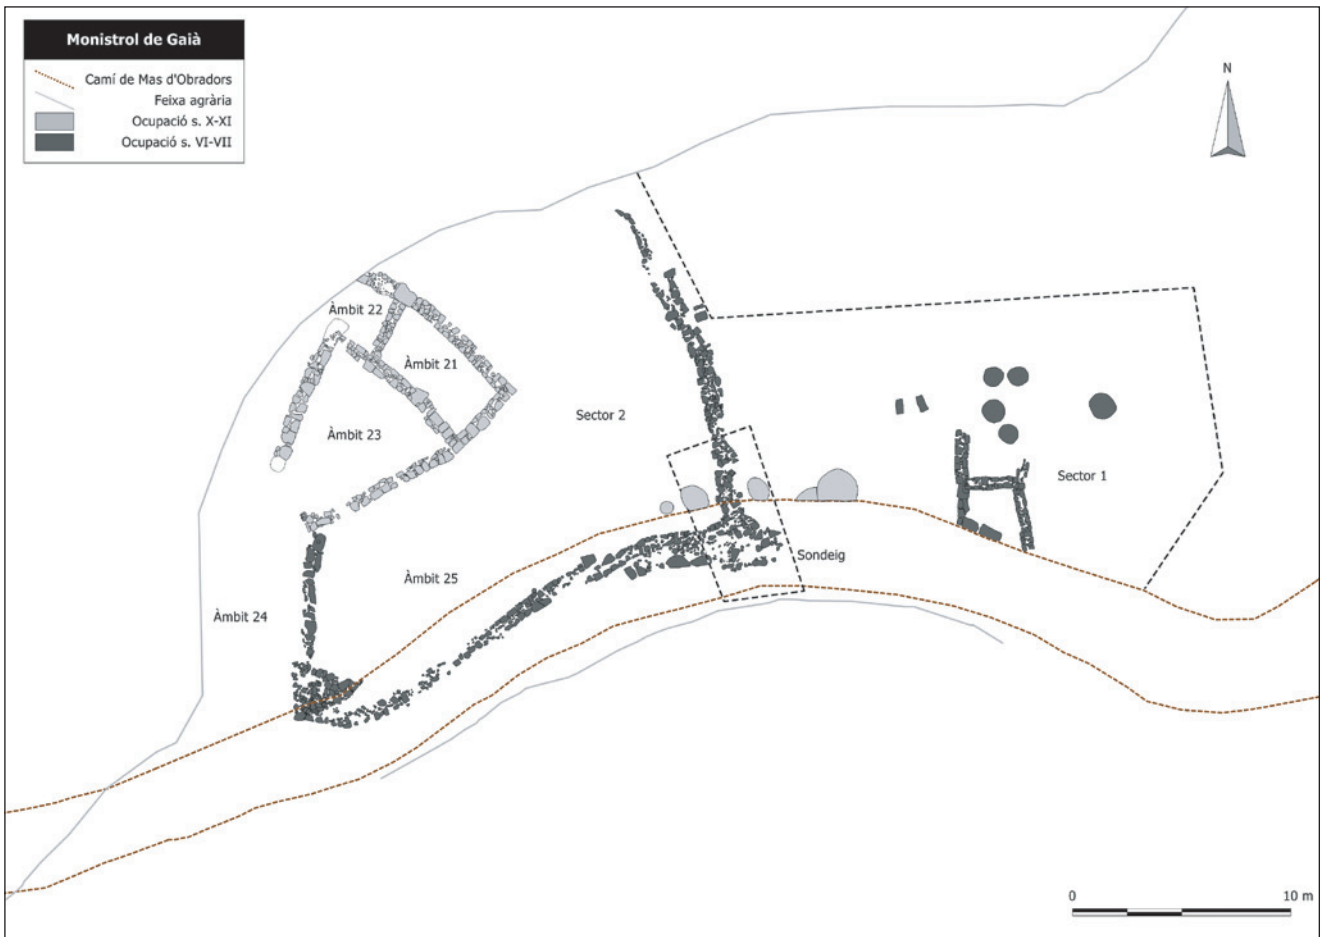 Monistrol de Gaià
Camí de Mas d'Obradors
Feixa agrària
Ocupació s. X-XI
Ocupació s. VI-VII
N
Àmbit 22
Àmbit 21
Sector 2
Àmbit 23
Sector 1
Sondeig
Àmbit 25
Àmbit 24
0 10 m